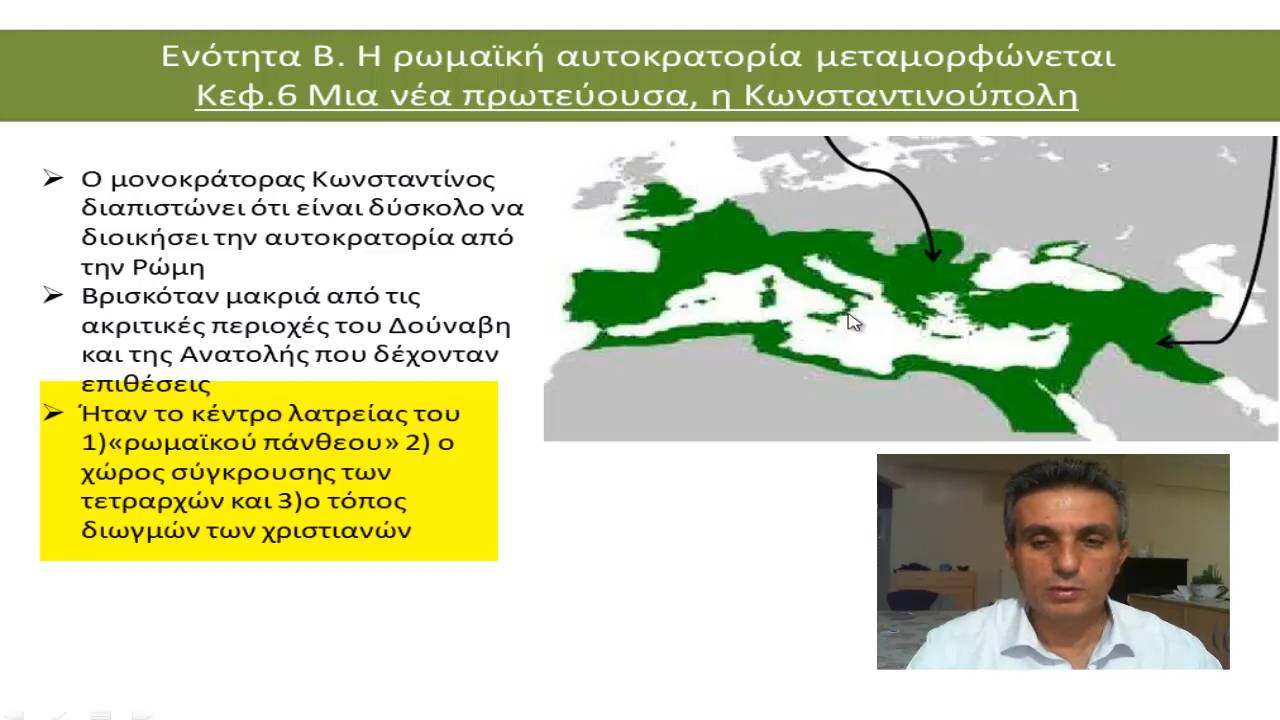 Ενότητα Β. Η ρωμαϊκή αυτοκρατορία μεταμορφώνεται
Κεφ.6 Μια νέα πρωτεύουσα, η Κωνσταντινούπολη
➢ Ο μονοκράτορας Κωνσταντίνος
διαπιστώνει ότι είναι δύσκολο να
διοικήσει την αυτοκρατορία από
την Ρώμη
➢ Βρισκόταν μακριά από τις
ακριτικές περιοχές του Δούναβη
και της Ανατολής που δέχονταν
επιθέσεις
➢ Ήταν το κέντρο λατρείας του
1)«ρωμαϊκού πάνθεου» 2) ο
χώρος σύγκρουσης των
τετραρχών και 3)ο τόπος
διωγμών των χριστιανών